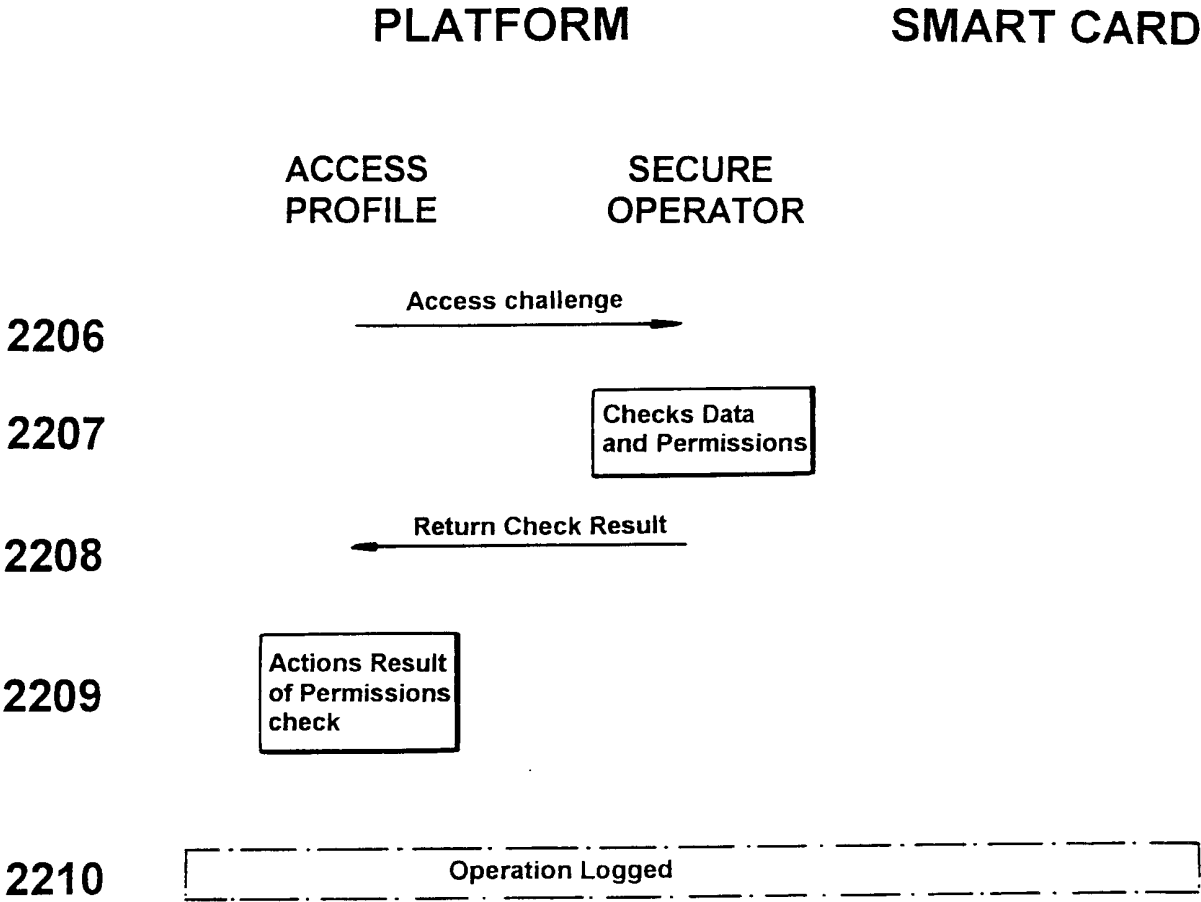 PLATFORM SMART CARD
ACCESS PROFILE
SECURE OPERATOR
2206
Access challenge
2207
Checks Data
and Permissions
2208
Return Check Result
2209
Actions Result
of Permissions
check
2210
Operation Logged